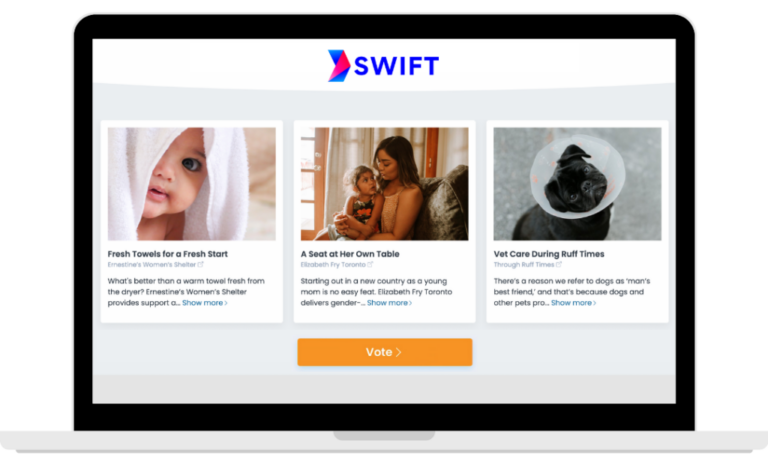 SWIFT
Fresh Towels for a Fresh Start
Ernestine's Women's Shelter
What's better than a warm towel fresh from
the dryer? Ernestine's Women's Shelter
provides support a... Show more >
A Seat at Her Own Table
Elizabeth Fry Toronto
Starting out in a new country as a young
mom is no easy feat. Elizabeth Fry Toronto
delivers gender-... Show more >
Vet Care During Ruff Times
Through Ruff Times
There's a reason we refer to dogs as 'man's
best friend,' and that's because dogs and
other pets pro... Show more >
Vote >